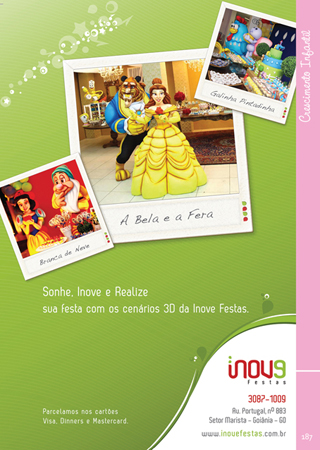 Crescimento Infantil
Galinha Pintadinha
A Bela e a Fera
Branca de Neve
Sonhe, Inove e Realize
sua festa com os cenários 3D da Inove Festas.
inove
festas
3087-1009
Av. Portugal, nº 883
Setor Marista - Goiânia - GO
www.inovefestas.com.br
Parcelamos nos cartões
Visa, Dinners e Mastercard.
187